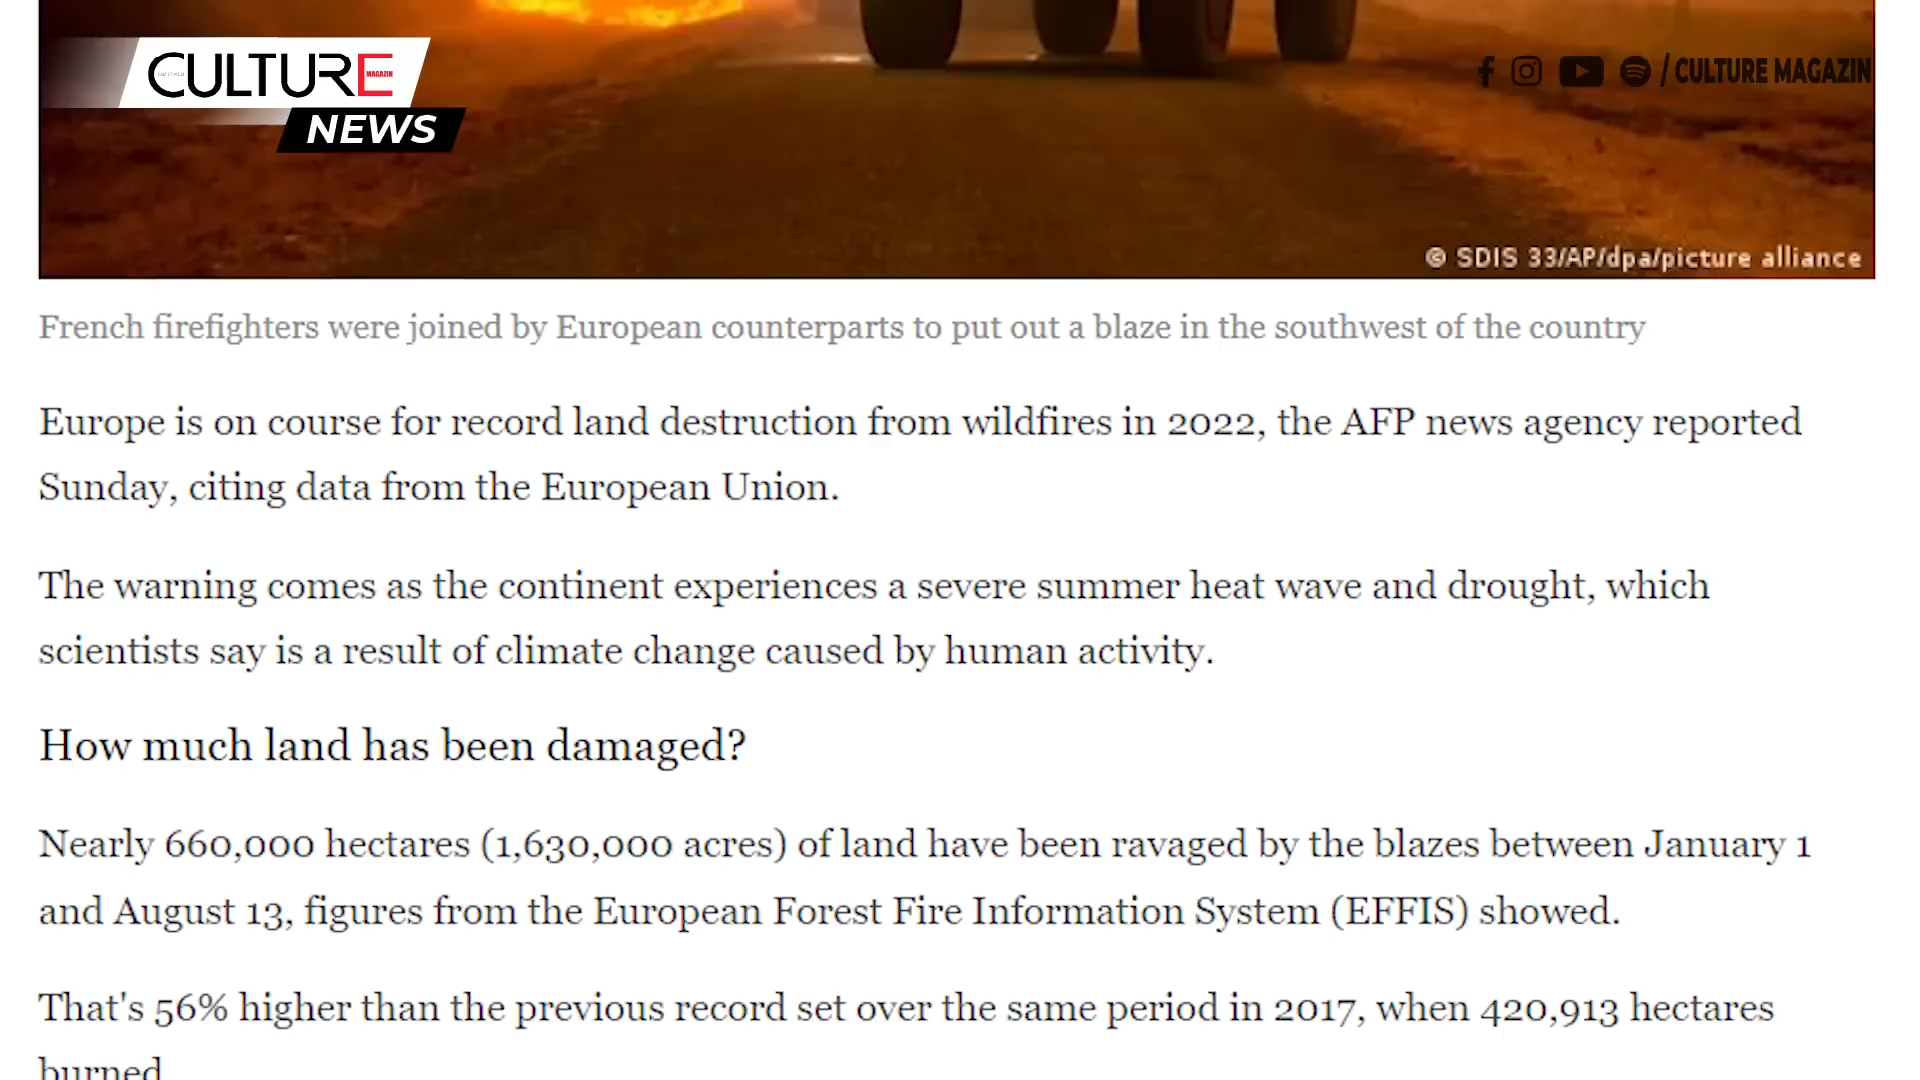 CULTURE
MAGAZIN
NEWS
/ CULTURE MAGAZIN
© SDIS 33/AP/dpa/picture alliance
French firefighters were joined by European counterparts to put out a blaze in the southwest of the country
Europe is on course for record land destruction from wildfires in 2022, the AFP news agency reported
Sunday, citing data from the European Union.
The warning comes as the continent experiences a severe summer heat wave and drought, which
scientists say is a result of climate change caused by human activity.
How much land has been damaged?
Nearly 660,000 hectares (1,630,000 acres) of land have been ravaged by the blazes between January 1
and August 13, figures from the European Forest Fire Information System (EFFIS) showed.
That's 56% higher than the previous record set over the same period in 2017, when 420,913 hectares
burned